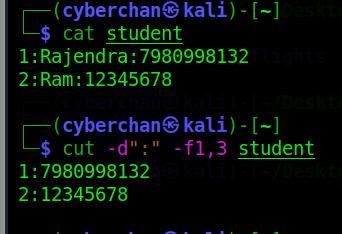 ┌──(cyberchan㉿kali)-[~]
└─$ cat student
1:Rajendra:7980998132
2:Ram:12345678
┌──(cyberchan㉿kali)-[~]
└─$ cut -d":" -f1,3 student
1:7980998132
2:12345678